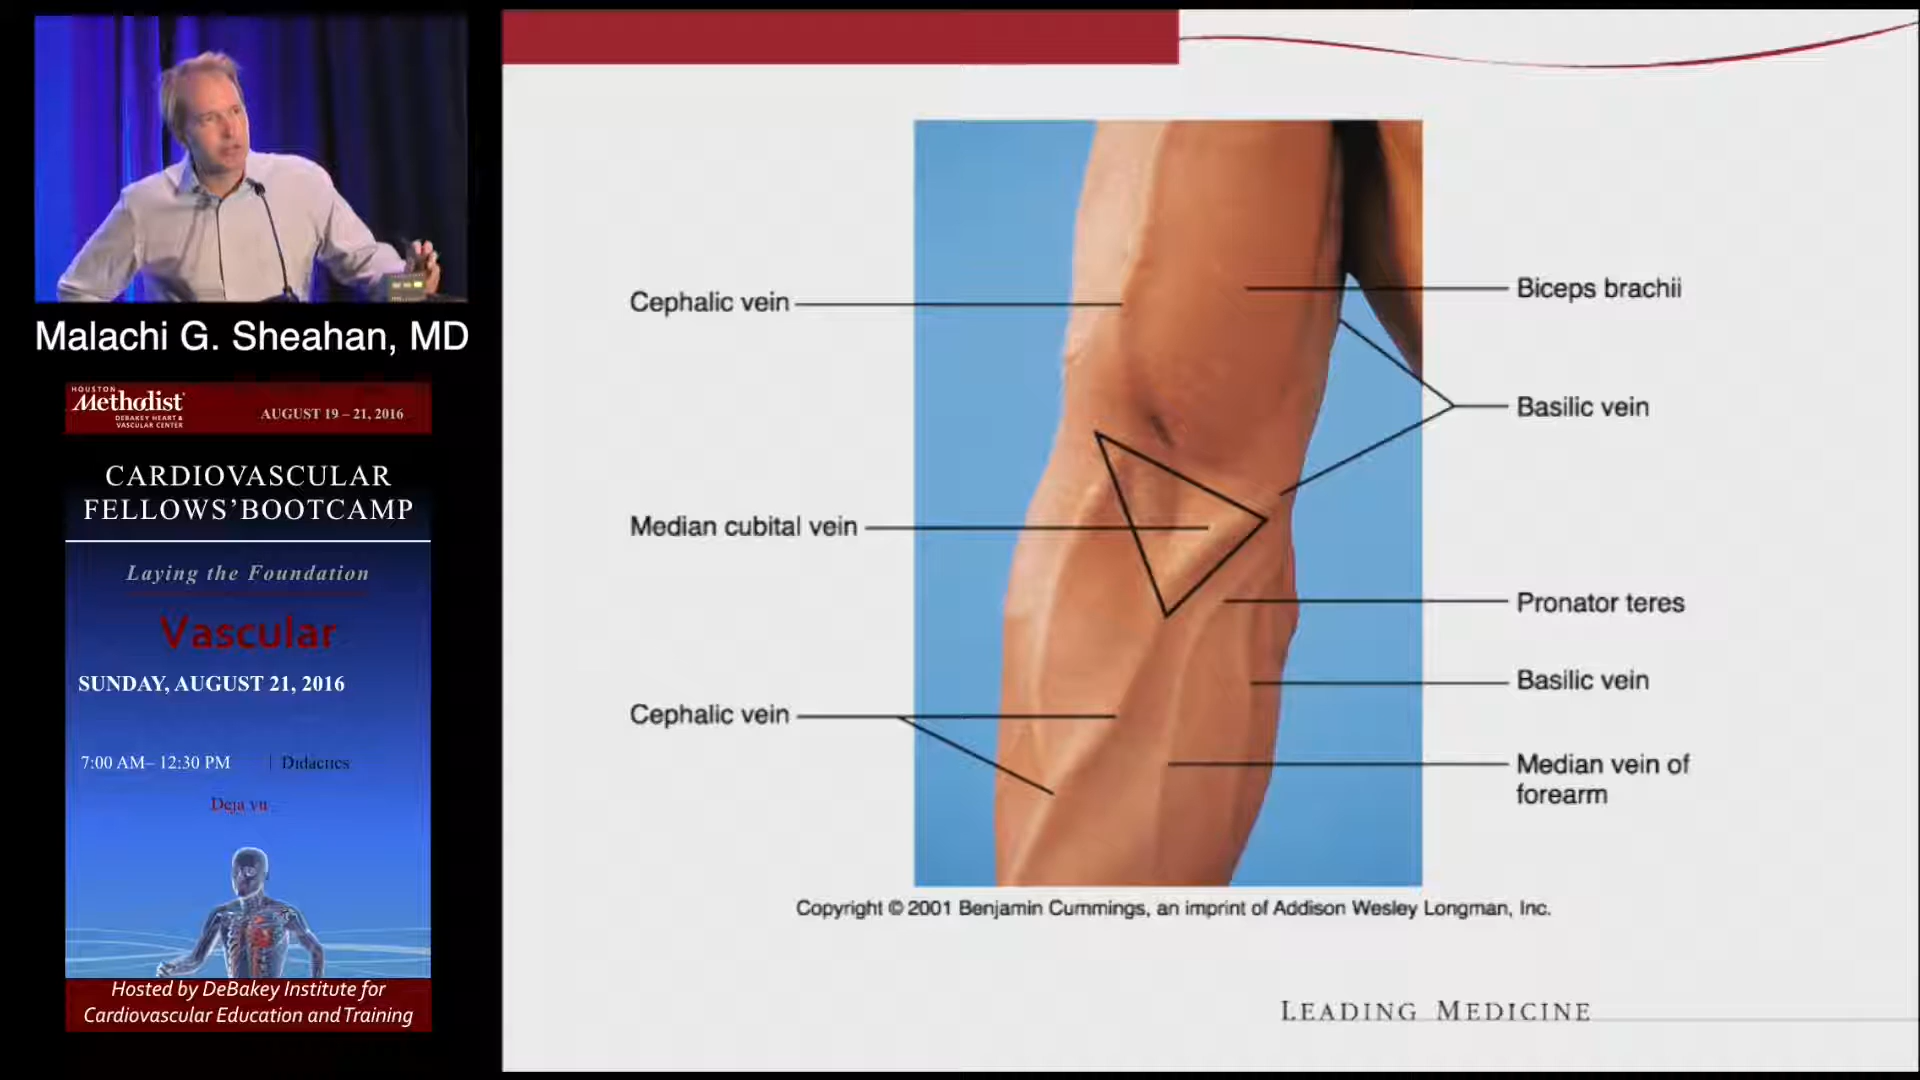 Malachi G. Sheahan, MD
HOUSTON
Methodist
DEBAKEY HEART &
VASCULAR CENTER
AUGUST 19 – 21, 2016
CARDIOVASCULAR
FELLOWS’BOOTCAMP
Laying the Foundation
Vascular
SUNDAY, AUGUST 21, 2016
7:00 AM– 12:30 PM | Didactics
Deja vu
Hosted by DeBakey Institute for
Cardiovascular Education and Training
Cephalic vein
Median cubital vein
Cephalic vein
Biceps brachii
Basilic vein
Pronator teres
Basilic vein
Median vein of
forearm
Copyright © 2001 Benjamin Cummings, an imprint of Addison Wesley Longman, Inc.
LEADING MEDICINE